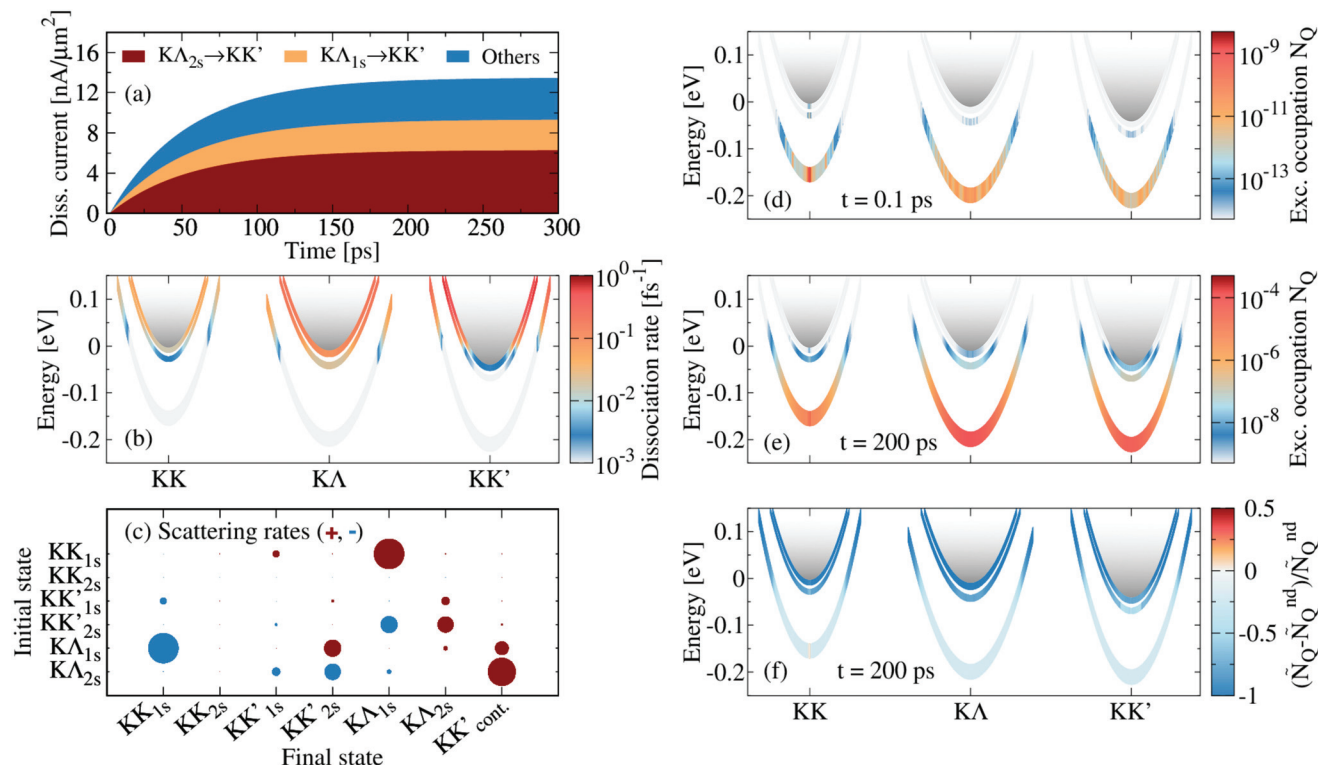 16
12
8
4
0
Diss. current [nA/μm²]
KΛ2s→KK' KΛ1s→KK' Others
(a)
0 50 100 150 200 250 300
Time [ps]
0.1
0
-0.1
-0.2
Energy [eV]
(b)
KK KΛ KK'
10⁰
10⁻¹
10⁻²
10⁻³
Dissociation rate [fs⁻¹]
(c) Scattering rates (+, -)
Initial state
KK1s
KK2s
KK'1s
KK'2s
KΛ1s
KΛ2s
KK1s KK2s KK'1s KK'2s KΛ1s KΛ2s KK' cont.
Final state
0.1
0
-0.1
-0.2
Energy [eV]
(d) t = 0.1 ps
10⁻⁹
10⁻¹¹
10⁻¹³
Exc. occupation NQ
0.1
0
-0.1
-0.2
Energy [eV]
(e) t = 200 ps
10⁻⁴
10⁻⁶
10⁻⁸
Exc. occupation NQ
0.1
0
-0.1
-0.2
Energy [eV]
(f) t = 200 ps
KK KΛ KK'
0.5
0
-0.5
-1
(ÑQ-ÑQⁿᵈ)/ÑQⁿᵈ